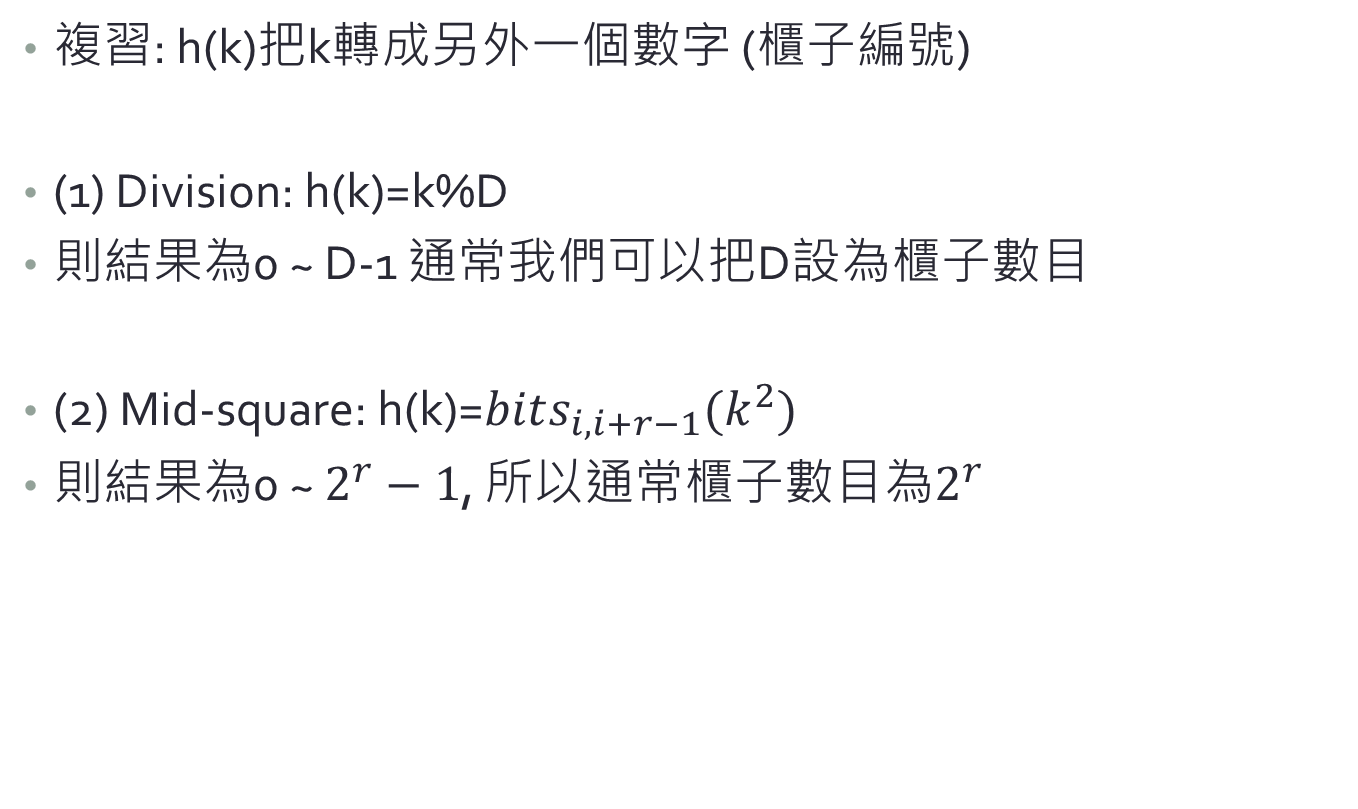 • 複習: h(k)把k轉成另外一個數字 (櫃子編號)
• (1) Division: h(k)=k%D
• 則結果為0 ~ D-1 通常我們可以把D設為櫃子數目
• (2) Mid-square: h(k)=$bits_{i,i+r-1}(k^2)$
• 則結果為0 ~ $2^r - 1$, 所以通常櫃子數目為$2^r$